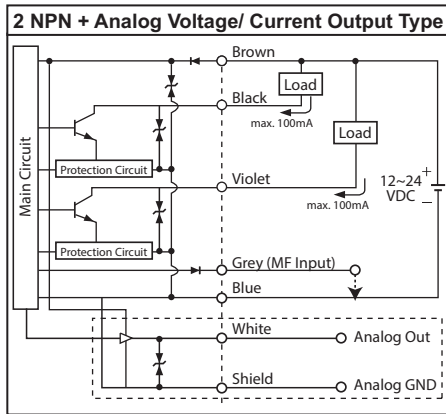 2 NPN + Analog Voltage/ Current Output Type
Brown
Load
Black
max. 100mA
Load
Main Circuit
Protection Circuit
Violet
max. 100mA
12~24
VDC
+
−
Protection Circuit
Grey (MF Input)
Blue
White
Analog Out
Shield
Analog GND